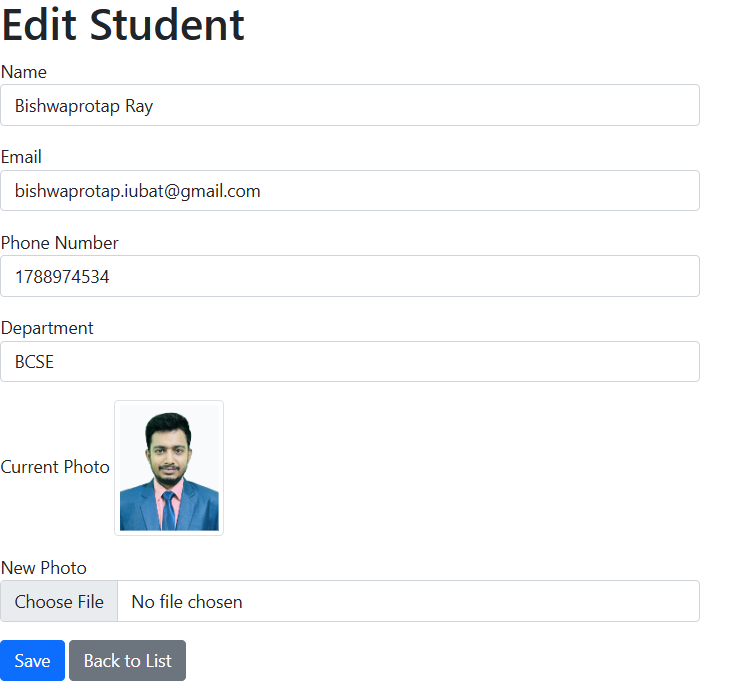 Edit Student
Name
Bishwaprotap Ray
Email
bishwaprotap.iubat@gmail.com
Phone Number
1788974534
Department
BCSE
Current Photo
New Photo
Choose File No file chosen
Save Back to List